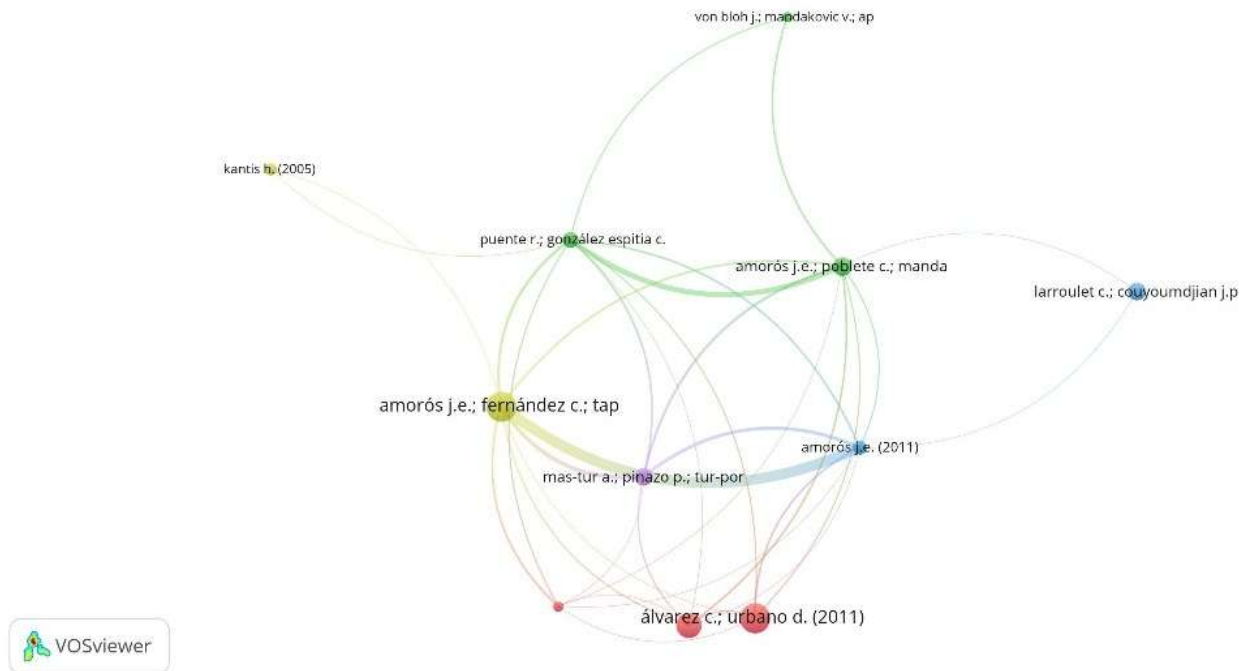 von bloh j.; mandakovic v.; ap
kantis h. (2005)
puente r.; gonzález espitia c.
amorós j.e.; poblete c.; manda
larroulet c.; couyoumdjian j.p
amorós j.e.; fernández c.; tap
amorós j.e. (2011)
mas-tur a.; pinazo p.; tur-por
álvarez c.; urbano d. (2011)
VOSviewer